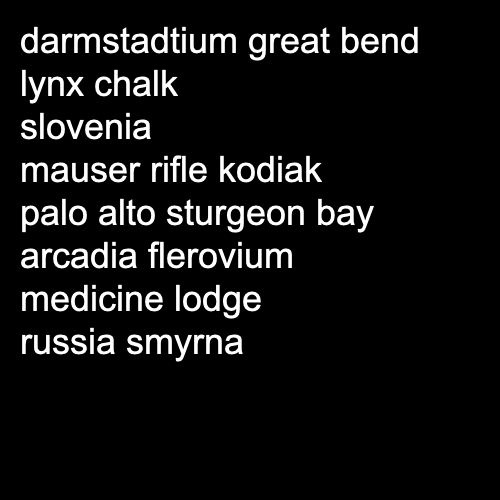 darmstadtium great bend
lynx chalk
slovenia
mauser rifle kodiak
palo alto sturgeon bay
arcadia flerovium
medicine lodge
russia smyrna